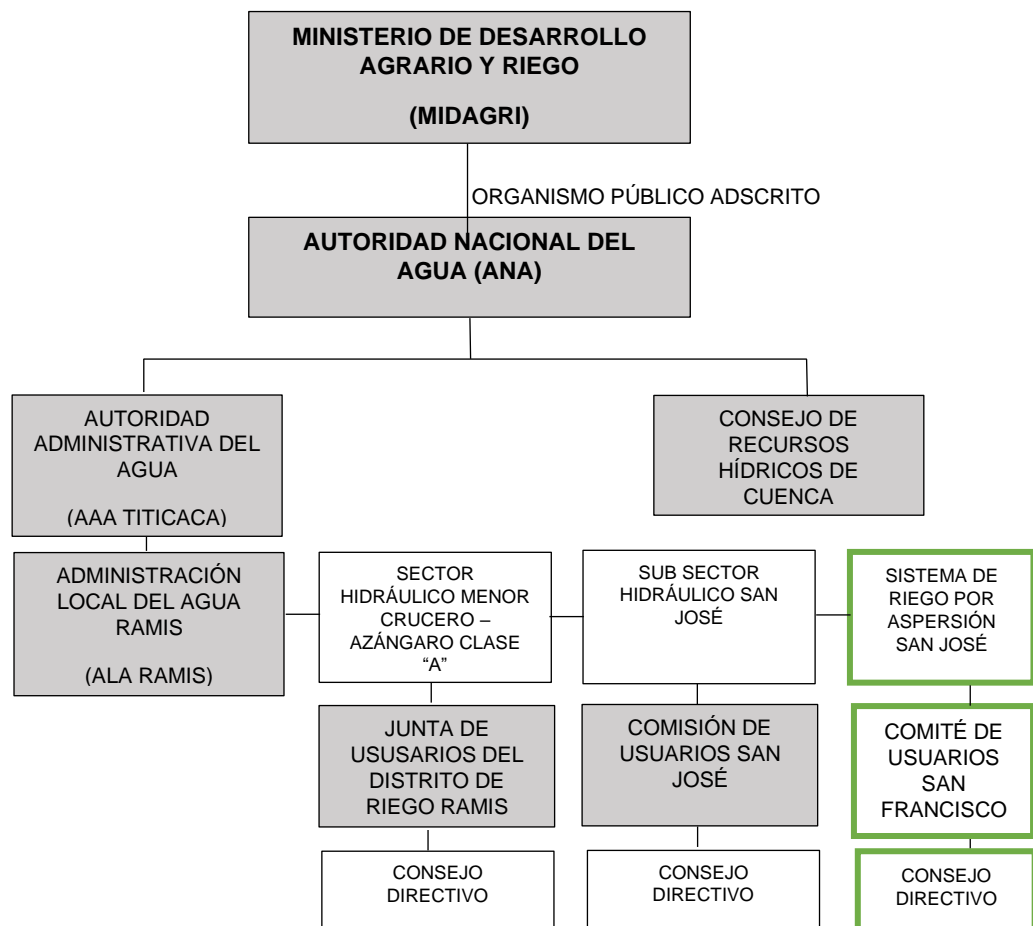 MINISTERIO DE DESARROLLO
AGRARIO Y RIEGO
(MIDAGRI)
ORGANISMO PÚBLICO ADSCRITO
AUTORIDAD NACIONAL DEL
AGUA (ANA)
AUTORIDAD
ADMINISTRATIVA DEL
AGUA
(AAA TITICACA)
CONSEJO DE
RECURSOS
HÍDRICOS DE
CUENCA
ADMINISTRACIÓN
LOCAL DEL AGUA
RAMIS
(ALA RAMIS)
SECTOR
HIDRÁULICO MENOR
CRUCERO –
AZÁNGARO CLASE
“A”
SUB SECTOR
HIDRÁULICO SAN
JOSÉ
SISTEMA DE
RIEGO POR
ASPERSIÓN
SAN JOSÉ
JUNTA DE
USUSARIOS DEL
DISTRITO DE
RIEGO RAMIS
COMISIÓN DE
USUARIOS SAN
JOSÉ
COMITÉ DE
USUARIOS
SAN
FRANCISCO
CONSEJO
DIRECTIVO
CONSEJO
DIRECTIVO
CONSEJO
DIRECTIVO